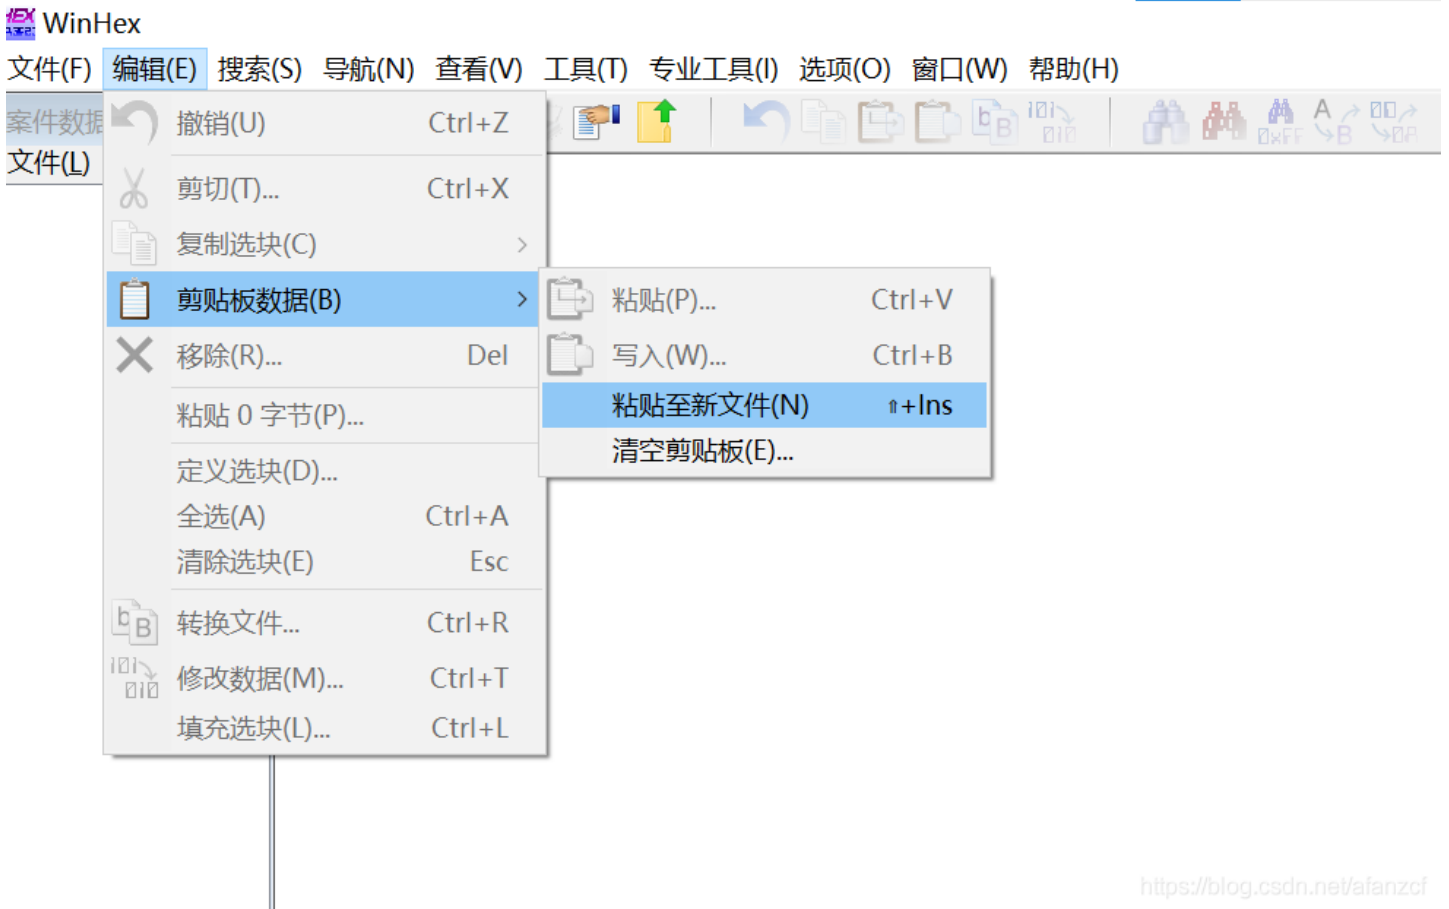 WinHex
文件(F) 编辑(E) 搜索(S) 导航(N) 查看(V) 工具(T) 专业工具(I) 选项(O) 窗口(W) 帮助(H)
案件数据
文件(L)
撤销(U) Ctrl+Z
剪切(T)... Ctrl+X
复制选块(C)
剪贴板数据(B)
移除(R)... Del
粘贴 0 字节(P)...
定义选块(D)...
全选(A) Ctrl+A
清除选块(E) Esc
转换文件... Ctrl+R
修改数据(M)... Ctrl+T
填充选块(L)... Ctrl+L
粘贴(P)... Ctrl+V
写入(W)... Ctrl+B
粘贴至新文件(N) ⇧+Ins
清空剪贴板(E)...
https://blog.csdn.net/afanzcf